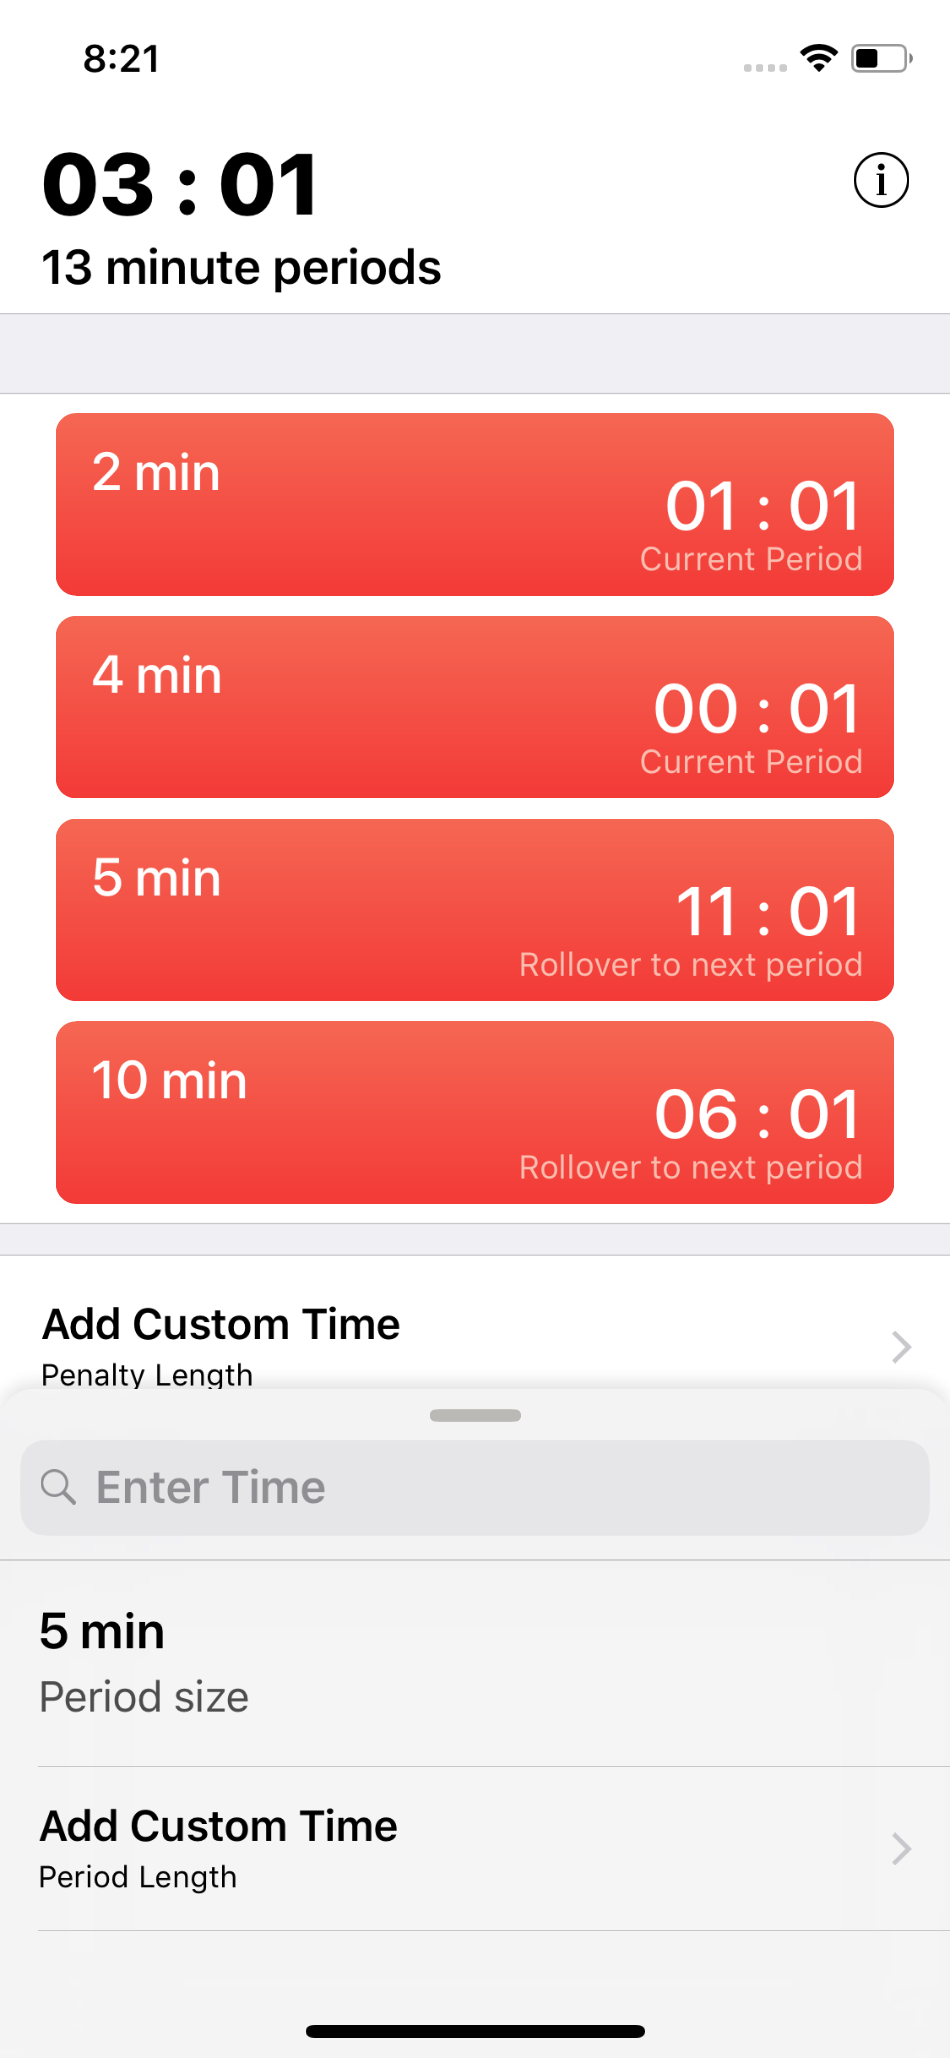 8:21
03 : 01
13 minute periods
2 min
01 : 01
Current Period
4 min
00 : 01
Current Period
5 min
11 : 01
Rollover to next period
10 min
06 : 01
Rollover to next period
Add Custom Time
Penalty Length
Enter Time
5 min
Period size
Add Custom Time
Period Length